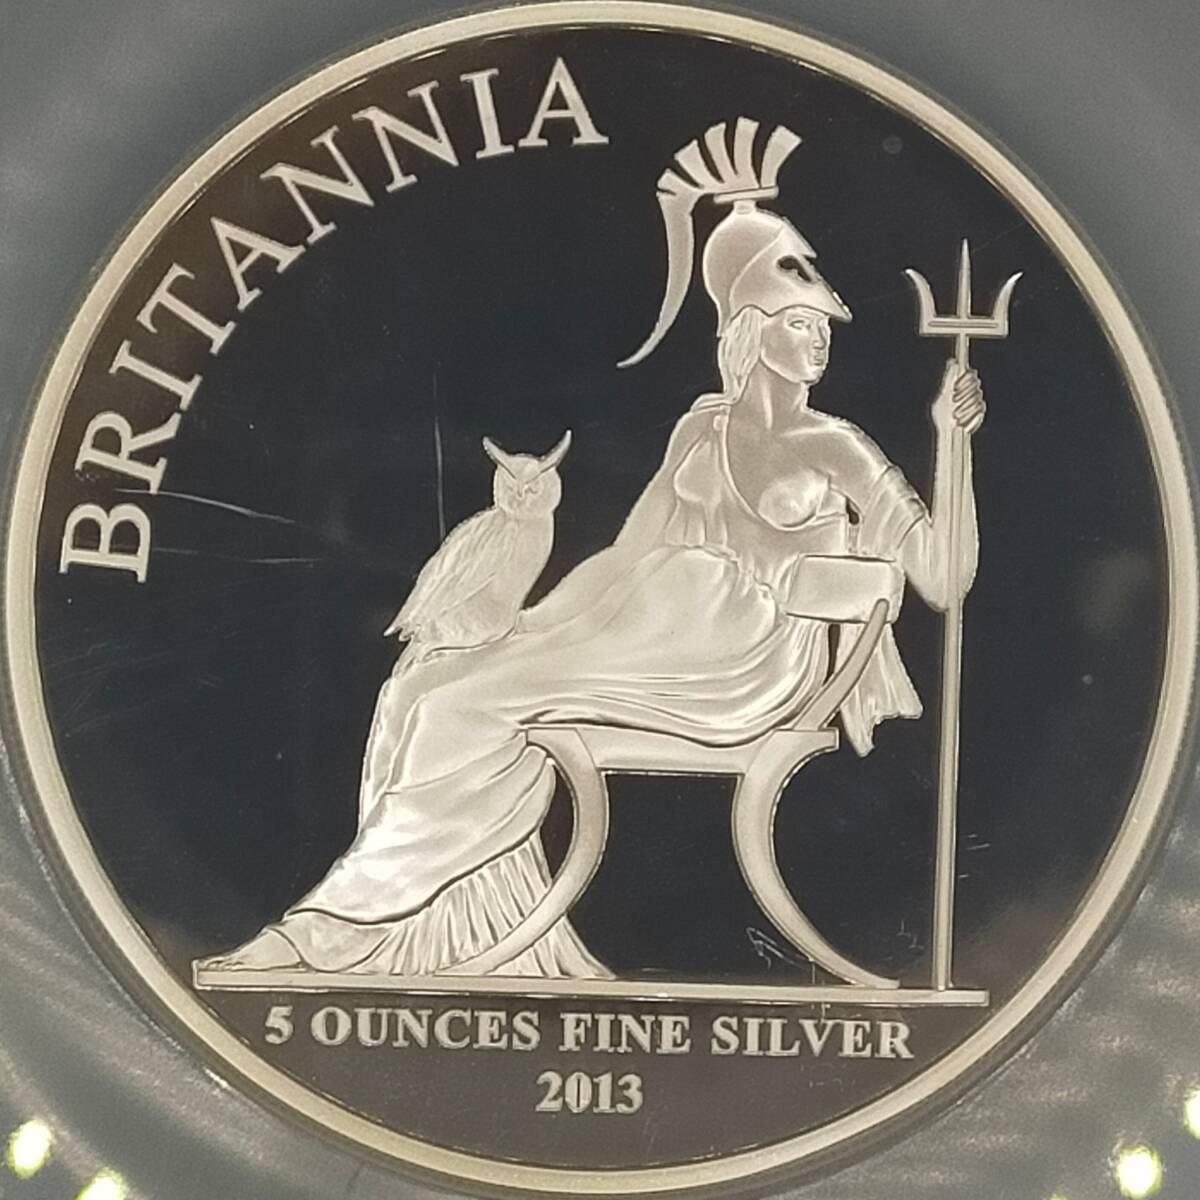 BRITANNIA
5 OUNCES FINE SILVER
2013